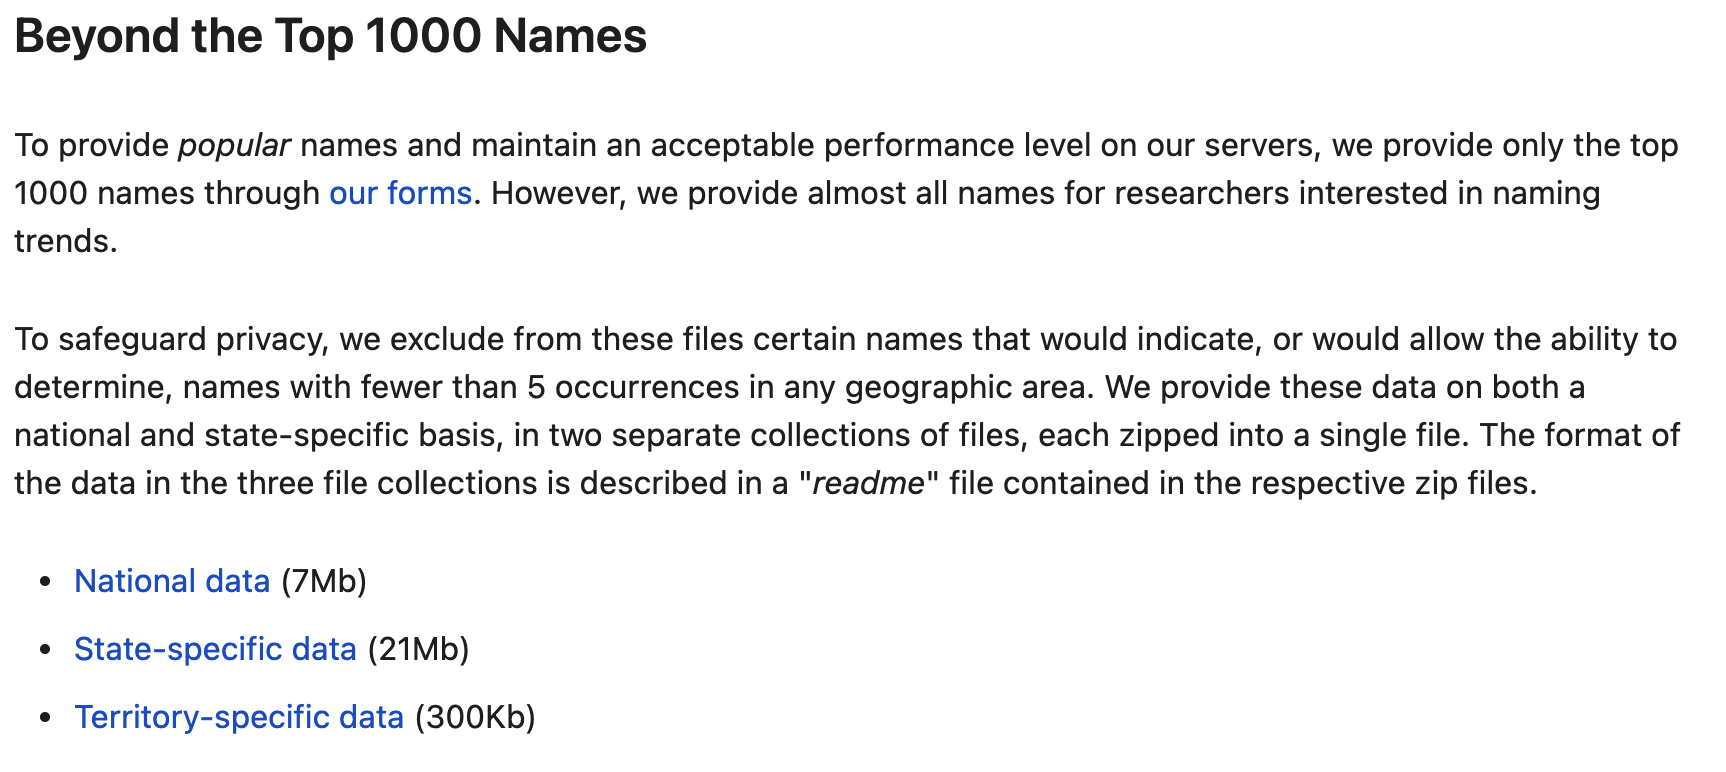 Beyond the Top 1000 Names
To provide popular names and maintain an acceptable performance level on our servers, we provide only the top
1000 names through our forms. However, we provide almost all names for researchers interested in naming
trends.
To safeguard privacy, we exclude from these files certain names that would indicate, or would allow the ability to
determine, names with fewer than 5 occurrences in any geographic area. We provide these data on both a
national and state-specific basis, in two separate collections of files, each zipped into a single file. The format of
the data in the three file collections is described in a "readme" file contained in the respective zip files.
• National data (7Mb)
• State-specific data (21Mb)
• Territory-specific data (300Kb)